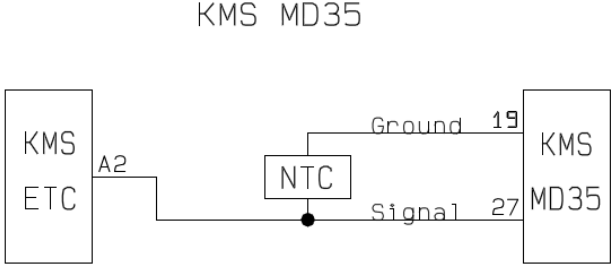 KMS MD35
Ground 19
KMS
ETC
A2
NTC
KMS
MD35
Signal 27